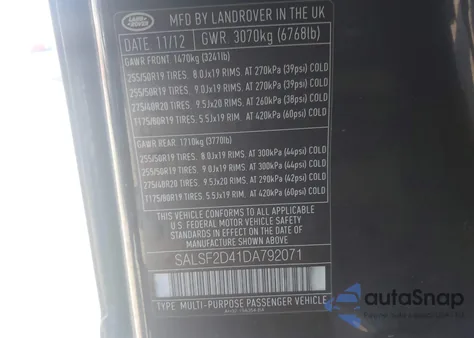 LAND ROVER
MFD BY LANDROVER IN THE UK
DATE 11/12 GWR. 3070kg (6768lb)
GAWR FRONT 1470kg (3241lb)
255/50R19 TIRES. 8.0Jx19 RIMS. AT 270kPa (39psi) COLD
255/50R19 TIRES. 9.0Jx19 RIMS. AT 270kPa (39psi) COLD
275/40R20 TIRES. 9.5Jx20 RIMS. AT 260kPa (38psi) COLD
T175/80R19 TIRES. 5.5Jx19 RIMS. AT 420kPa (60psi) COLD
GAWR REAR. 1710kg (3770lb)
255/50R19 TIRES. 8.0Jx19 RIMS. AT 300kPa (44psi) COLD
255/50R19 TIRES. 9.0Jx19 RIMS. AT 300kPa (44psi) COLD
275/40R20 TIRES. 9.5Jx20 RIMS. AT 290kPa (42psi) COLD
T175/80R19 TIRES. 5.5Jx19 RIMS. AT 420kPa (60psi) COLD
THIS VEHICLE CONFORMS TO ALL APPLICABLE
U.S. FEDERAL MOTOR VEHICLE SAFETY
STANDARDS IN EFFECT ON THE DATE OF
MANUFACTURE SHOWN ABOVE.
SALSF2D41DA792071
TYPE: MULTI-PURPOSE PASSENGER VEHICLE
autoSnap